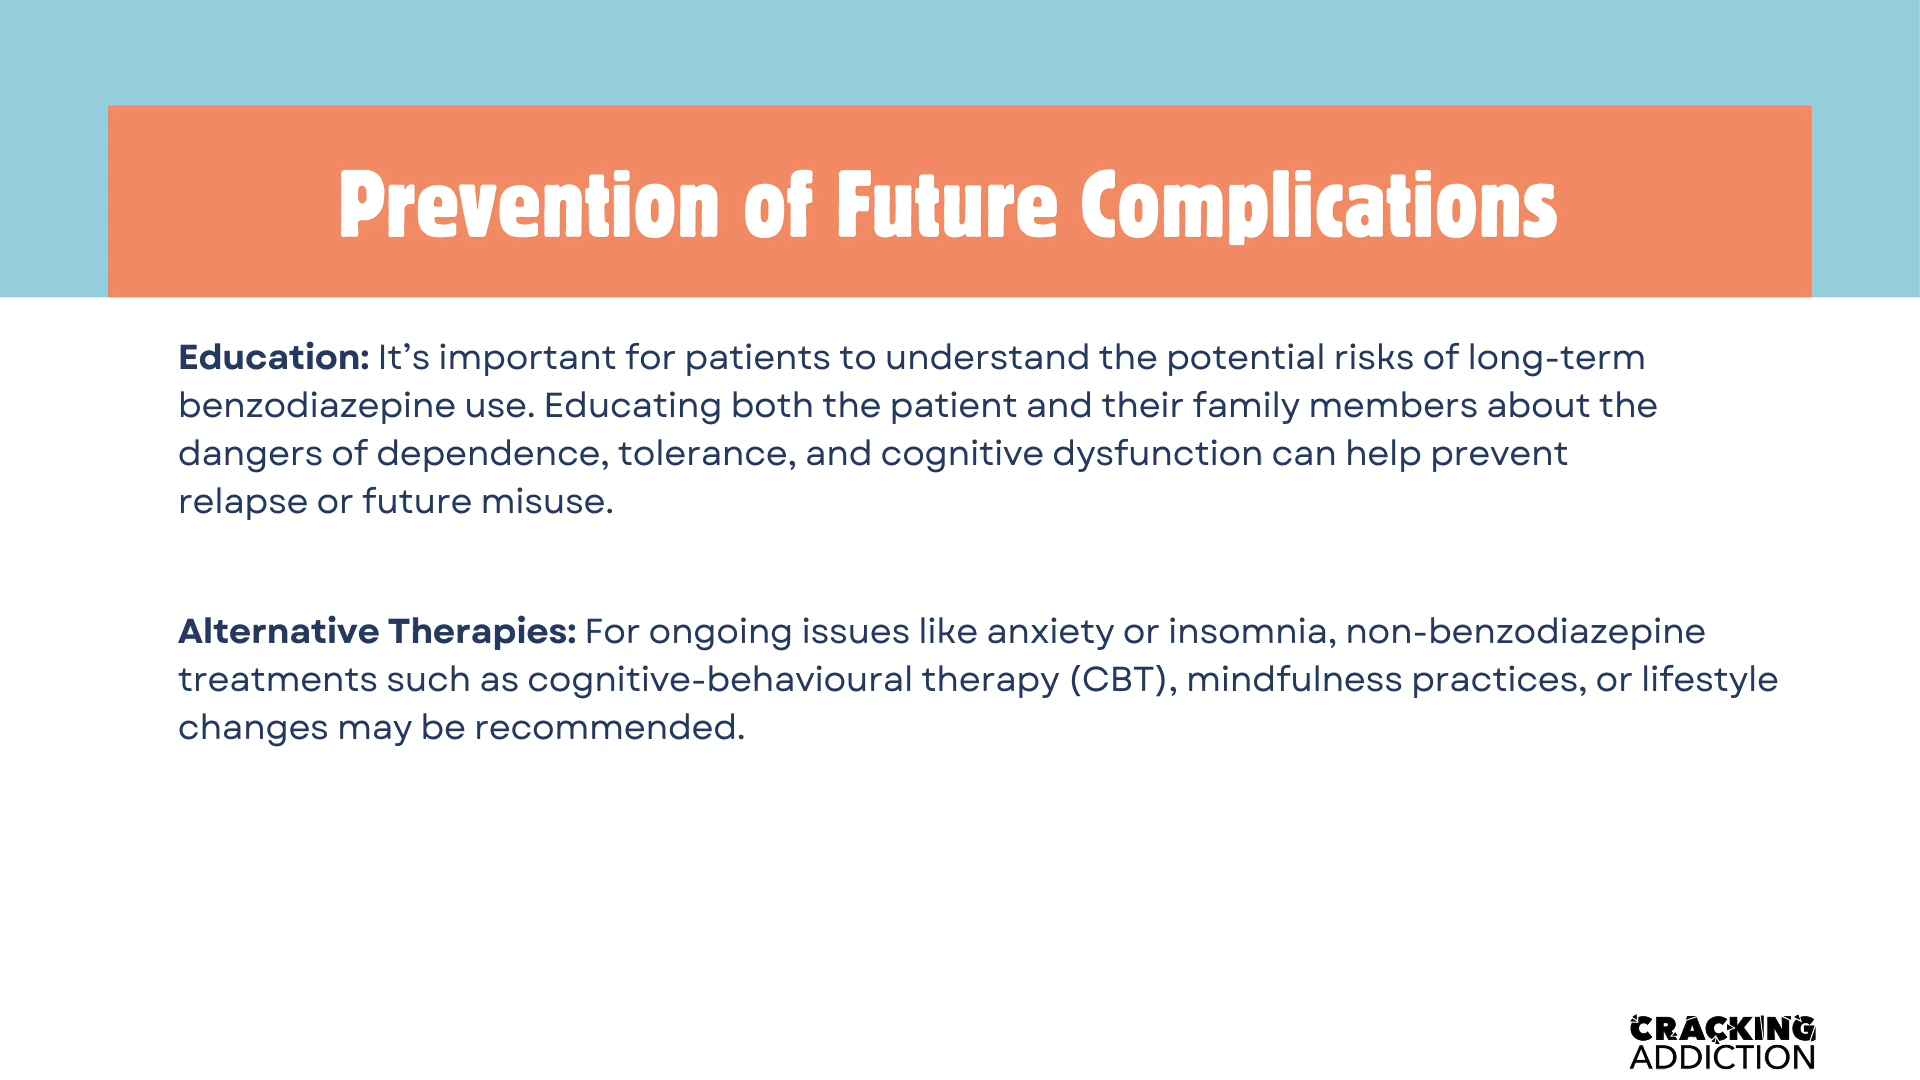 Prevention of Future Complications
Education: It’s important for patients to understand the potential risks of long-term
benzodiazepine use. Educating both the patient and their family members about the
dangers of dependence, tolerance, and cognitive dysfunction can help prevent
relapse or future misuse.
Alternative Therapies: For ongoing issues like anxiety or insomnia, non-benzodiazepine
treatments such as cognitive-behavioural therapy (CBT), mindfulness practices, or lifestyle
changes may be recommended.
CRACKING
ADDICTION